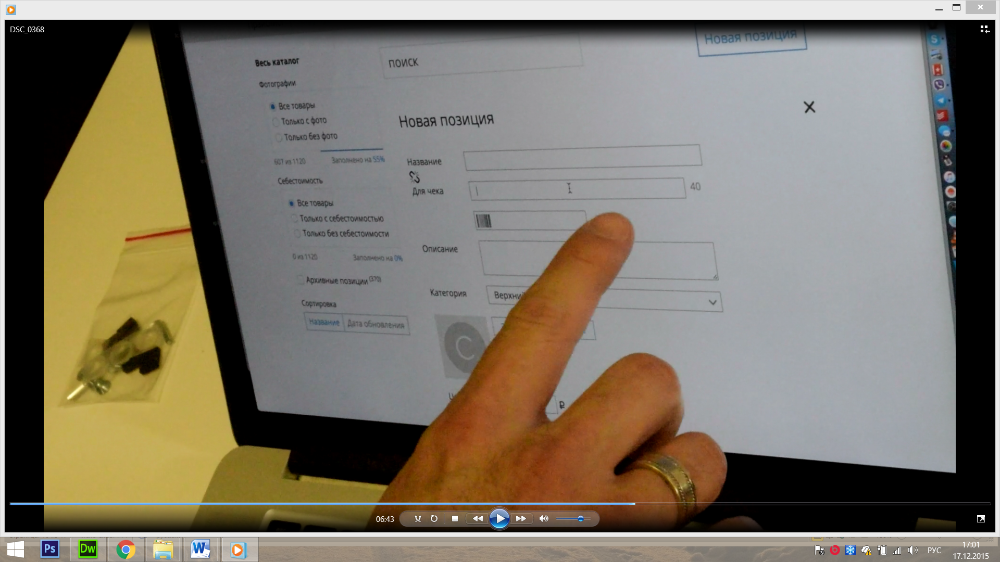 DSC_0368
Новая позиция
Весь каталог
ПОИСК
Фотографии
Все товары
Только с фото
Только без фото
607 из 1120
Заполнено на 55%
Себестоимость
Все товары
Только с себестоимостью
Только без себестоимости
0 из 1120
Заполнено на 0%
Архивные позиции (370)
Сортировка
Название
Дата обновления
Новая позиция
Название
Для чека
40
Описание
Категория
C
₽
06:43
Ps
Dw
W
РУС
17:01
17.12.2015